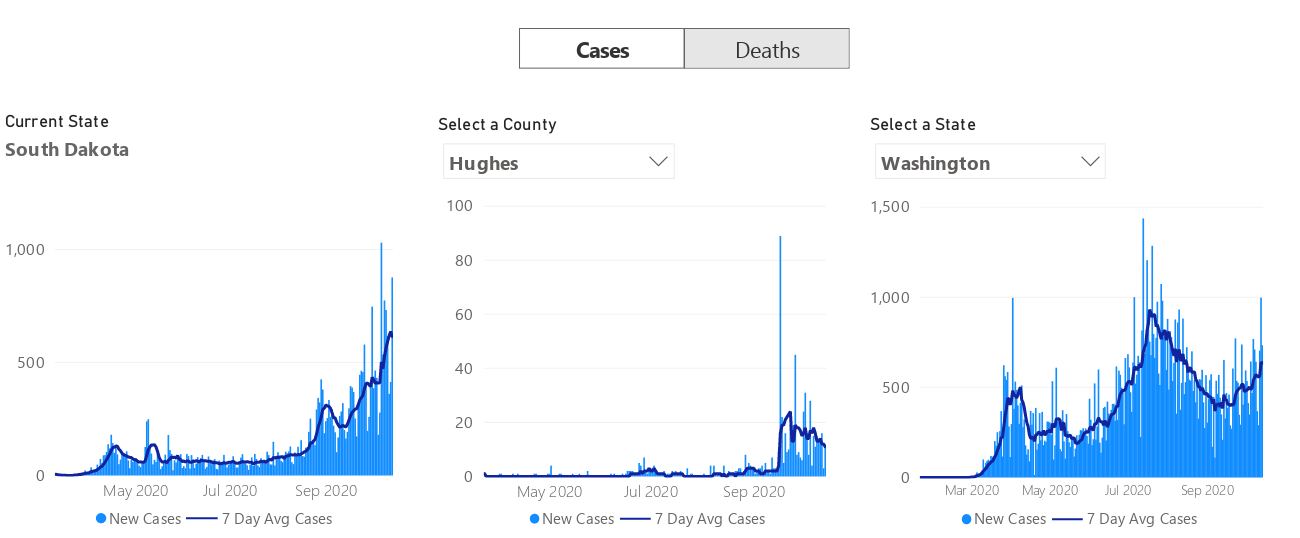 Cases Deaths
Current State
South Dakota
1,000
500
0
May 2020 Jul 2020 Sep 2020
New Cases 7 Day Avg Cases
Select a County
Hughes
100
80
60
40
20
0
May 2020 Jul 2020 Sep 2020
New Cases 7 Day Avg Cases
Select a State
Washington
1,500
1,000
500
0
Mar 2020 May 2020 Jul 2020 Sep 2020
New Cases 7 Day Avg Cases